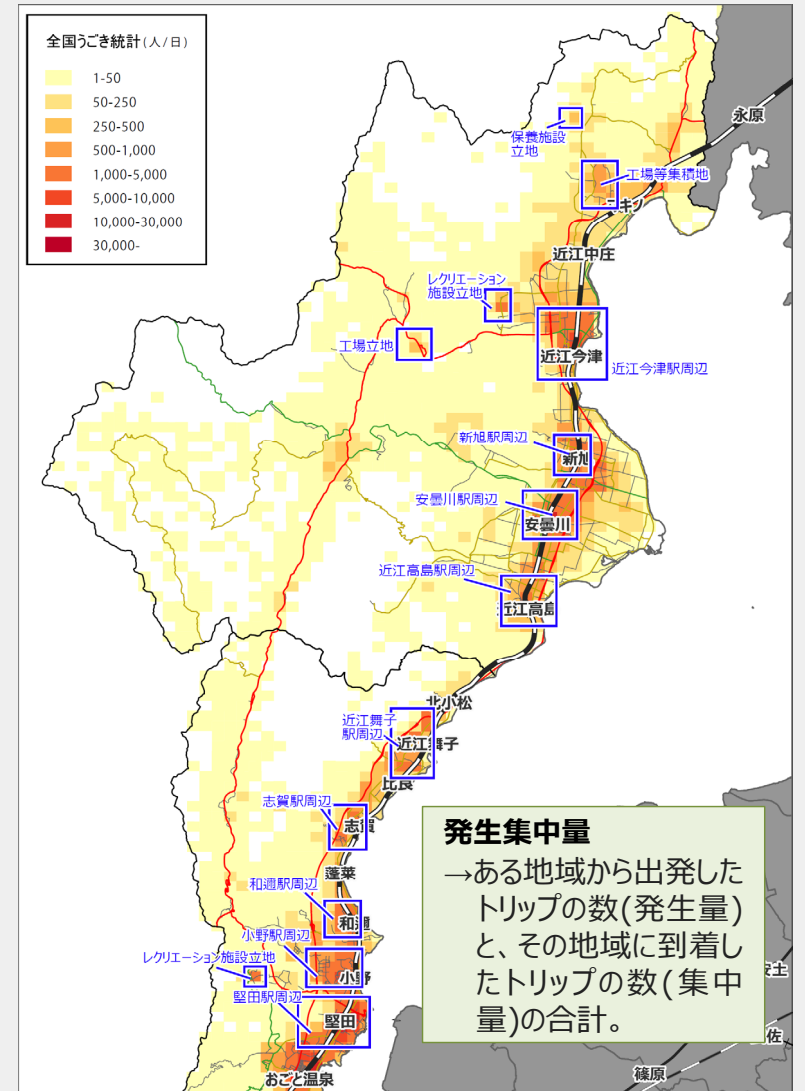 全国うごき統計(人/日)
1-50
50-250
250-500
500-1,000
1,000-5,000
5,000-10,000
10,000-30,000
30,000-
永原
保養施設
立地
工場等集積地
マキノ
近江中庄
レクリエーション
施設立地
工場立地
近江今津
近江今津駅周辺
新旭駅周辺
新旭
安曇川駅周辺
安曇川
近江高島駅周辺
近江高島
北小松
近江舞子
駅周辺
近江舞子
比良
志賀駅周辺
志賀
蓬莱
和邇駅周辺
和邇
小野駅周辺
レクリエーション施設立地
小野
堅田駅周辺
堅田
おごと温泉
発生集中量
→ある地域から出発した
トリップの数(発生量)
と、その地域に到着し
たトリップの数(集中
量)の合計。
安土
佐
篠原